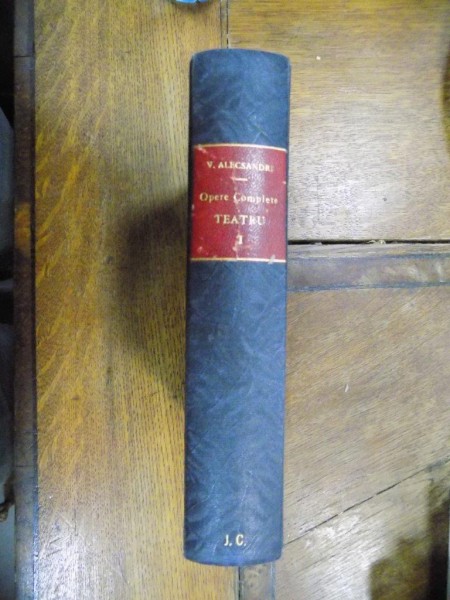 V. ALECSANDRI
Opere Complete
TEATRU
I
J. C.